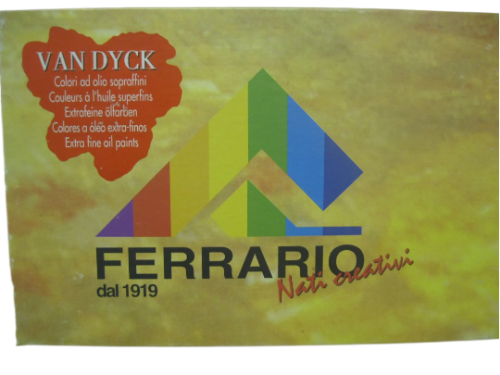 VAN DYCK
Colori ad olio sopraffini
Couleurs à l'huile superfins
Extrafeine ölfarben
Colores a óleo extra-finos
Extra fine oil paints
FERRARIO
dal 1919
Nati creativi